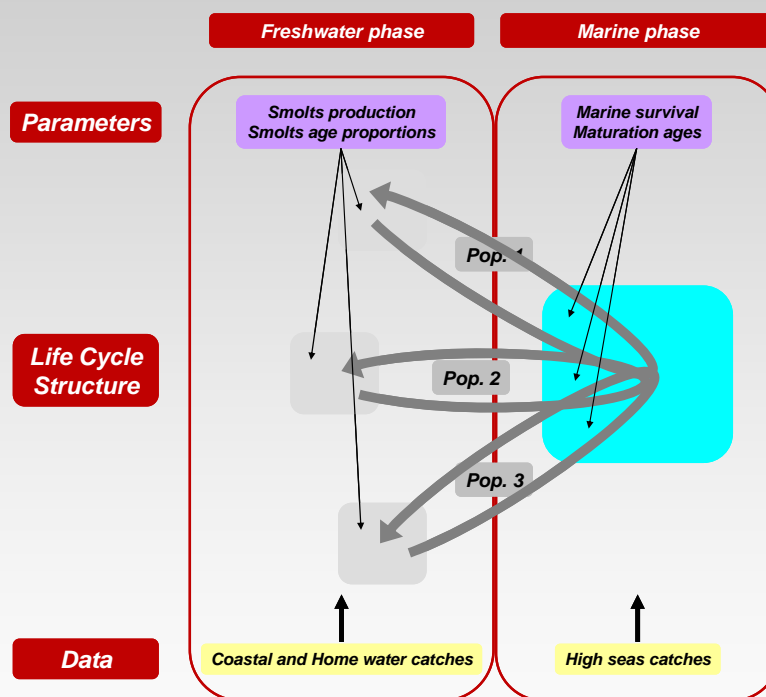 Freshwater phase
Marine phase
Parameters
Smolts production
Smolts age proportions
Marine survival
Maturation ages
Pop. 1
Life Cycle
Structure
Pop. 2
Pop. 3
Data
Coastal and Home water catches
High seas catches